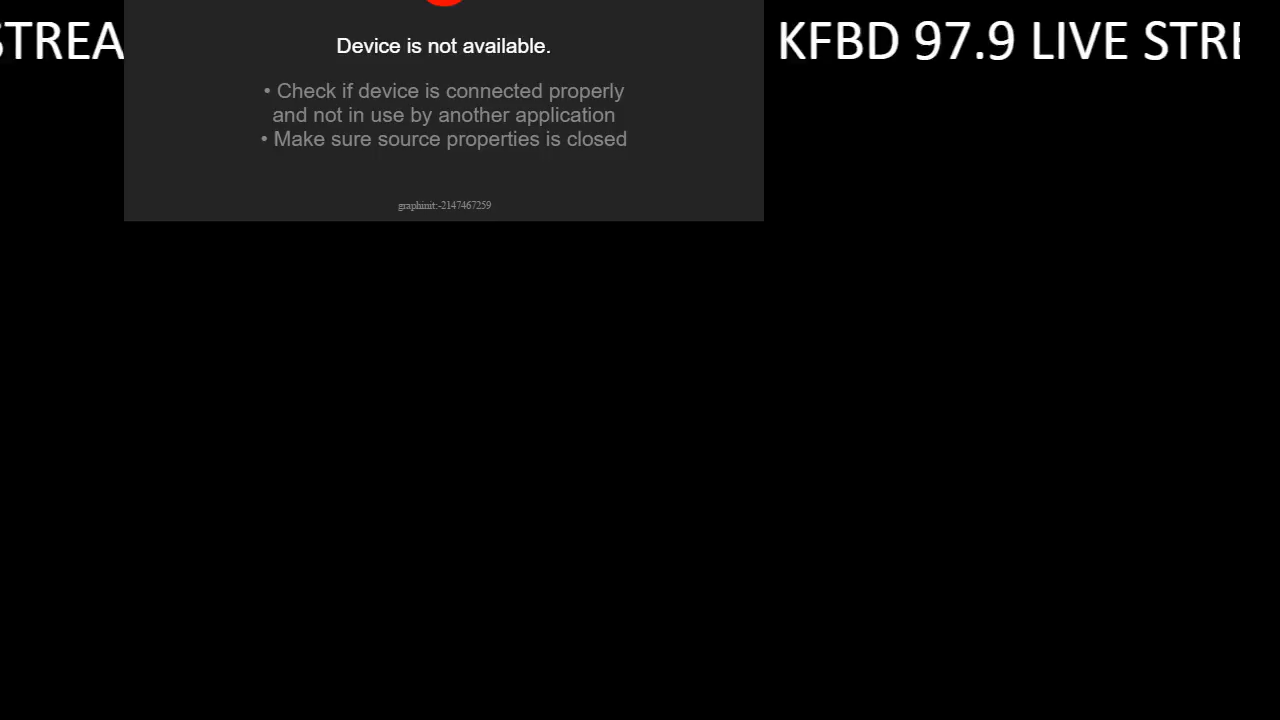 STREA
KFBD 97.9 LIVE STRE
Device is not available.
• Check if device is connected properly
and not in use by another application
• Make sure source properties is closed
graphinit:-2147467259